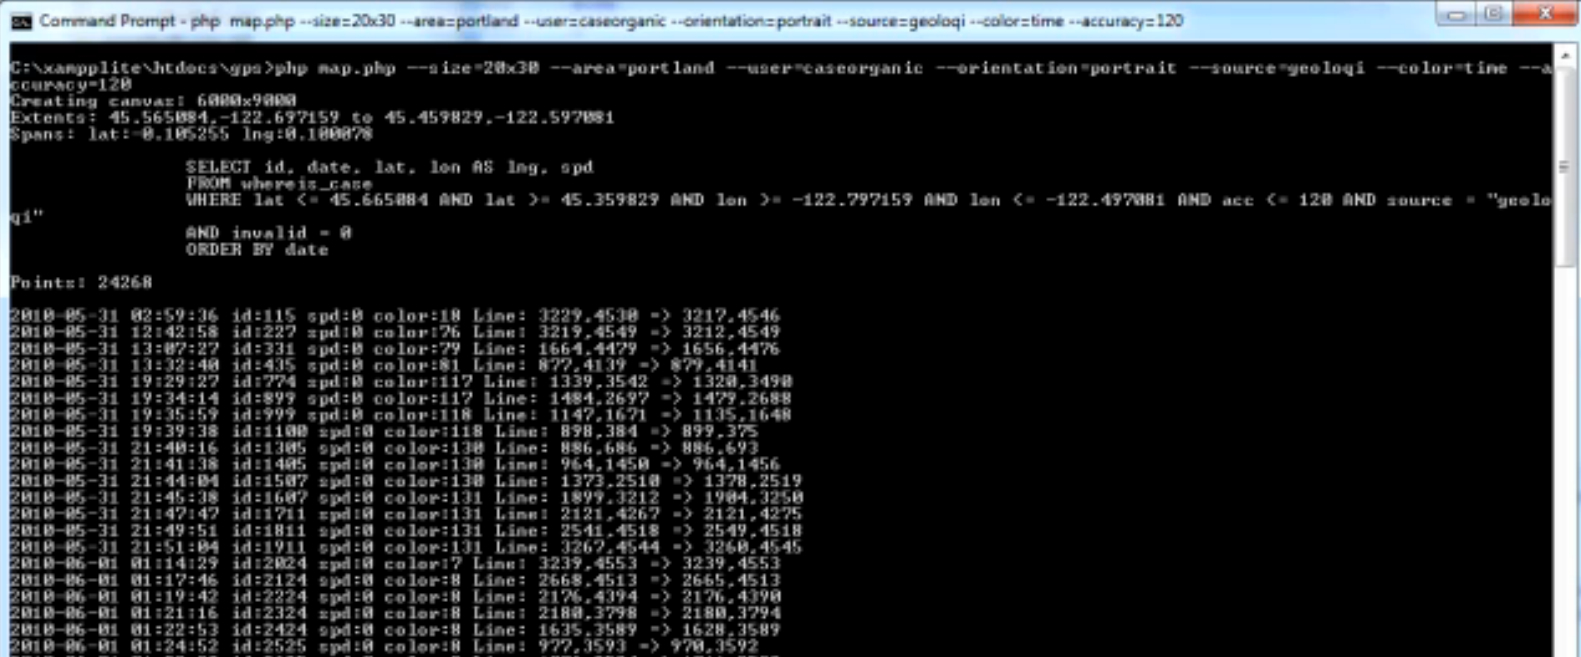 Command Prompt - php  map.php --size=20x30 --area=portland --user=caseorganic --orientation=portrait --source=geoloqi --color=time --accuracy=120
C:\xampplite\htdocs\gps>php map.php --size=20x30 --area=portland --user=caseorganic --orientation=portrait --source=geoloqi --color=time --a
ccuracy=120
Creating canvas: 6000x9000
Extents: 45.565084,-122.697159 to 45.459829,-122.597081
Spans: lat:-0.105255 lng:0.100078
SELECT id, date, lat, lon AS lng, spd
FROM whereis_case
WHERE lat <= 45.665084 AND lat >= 45.359829 AND lon >= -122.797159 AND lon <= -122.497081 AND acc <= 120 AND source = "geolo
qi"
AND invalid = 0
ORDER BY date
Points: 24268
2010-05-31 02:59:36 id:115 spd:0 color:18 Line: 3229,4530 => 3217,4546
2010-05-31 12:42:58 id:227 spd:0 color:76 Line: 3219,4549 => 3212,4549
2010-05-31 13:07:27 id:331 spd:0 color:79 Line: 1664,4479 => 1656,4476
2010-05-31 13:32:40 id:435 spd:0 color:81 Line: 877,4139 => 879,4141
2010-05-31 19:29:27 id:774 spd:0 color:117 Line: 1339,3542 => 1320,3490
2010-05-31 19:34:14 id:899 spd:0 color:117 Line: 1484,2697 => 1479,2688
2010-05-31 19:35:59 id:999 spd:0 color:118 Line: 1147,1671 => 1135,1648
2010-05-31 19:39:38 id:1100 spd:0 color:118 Line: 898,384 => 899,375
2010-05-31 21:40:16 id:1305 spd:0 color:130 Line: 886,686 => 886,693
2010-05-31 21:41:38 id:1405 spd:0 color:130 Line: 964,1450 => 964,1456
2010-05-31 21:44:04 id:1507 spd:0 color:130 Line: 1373,2510 => 1378,2519
2010-05-31 21:45:38 id:1607 spd:0 color:131 Line: 1899,3212 => 1904,3250
2010-05-31 21:47:47 id:1711 spd:0 color:131 Line: 2121,4267 => 2121,4275
2010-05-31 21:49:51 id:1811 spd:0 color:131 Line: 2541,4518 => 2549,4518
2010-05-31 21:51:04 id:1911 spd:0 color:131 Line: 3267,4544 => 3260,4545
2010-06-01 01:14:29 id:2024 spd:0 color:7 Line: 3239,4553 => 3239,4553
2010-06-01 01:17:46 id:2124 spd:0 color:8 Line: 2668,4513 => 2665,4513
2010-06-01 01:19:42 id:2224 spd:0 color:8 Line: 2176,4394 => 2176,4390
2010-06-01 01:21:16 id:2324 spd:0 color:8 Line: 2180,3798 => 2180,3794
2010-06-01 01:22:53 id:2424 spd:0 color:8 Line: 1635,3589 => 1628,3589
2010-06-01 01:24:52 id:2525 spd:0 color:8 Line: 977,3593 => 970,3592